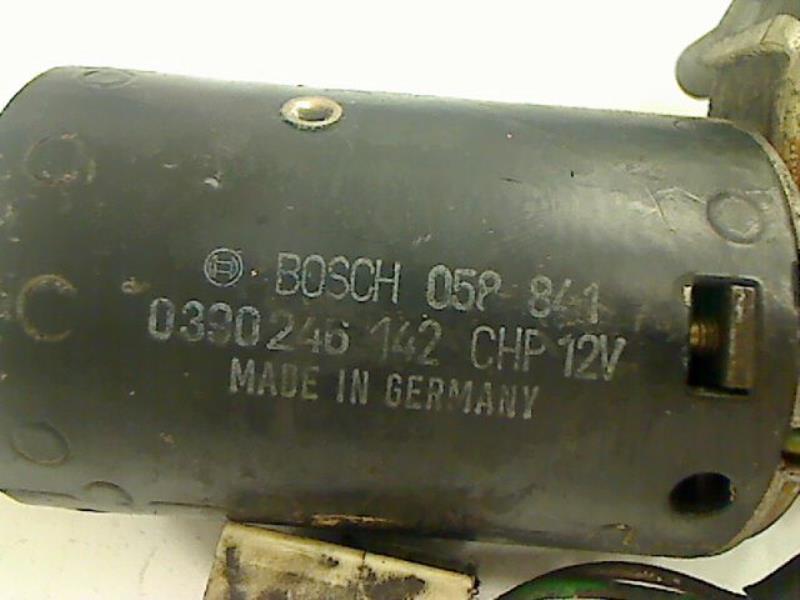 BOSCH 058 841
0390 246 142 CHP 12V
MADE IN GERMANY